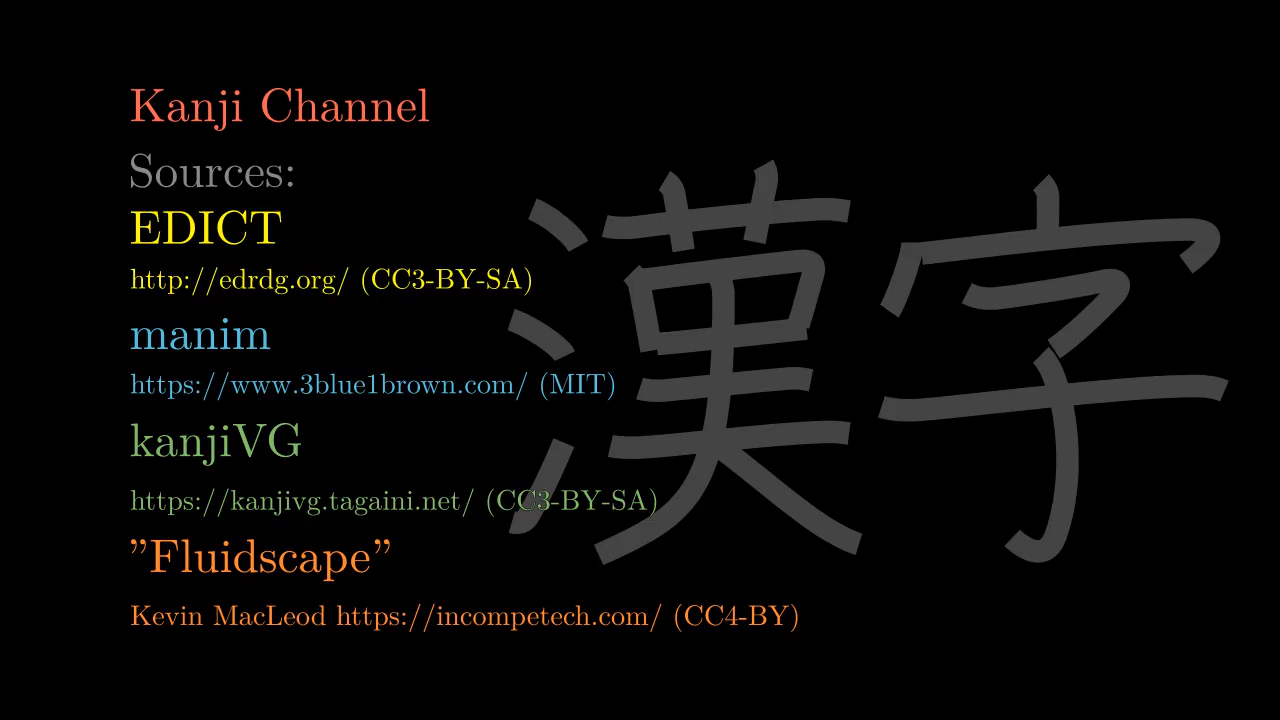 Kanji Channel
Sources:
EDICT
http://edrdg.org/ (CC3-BY-SA)
manim
https://www.3blue1brown.com/ (MIT)
kanjiVG
https://kanjivg.tagaini.net/ (CC3-BY-SA)
”Fluidscape”
Kevin MacLeod https://incompetech.com/ (CC4-BY)
漢字